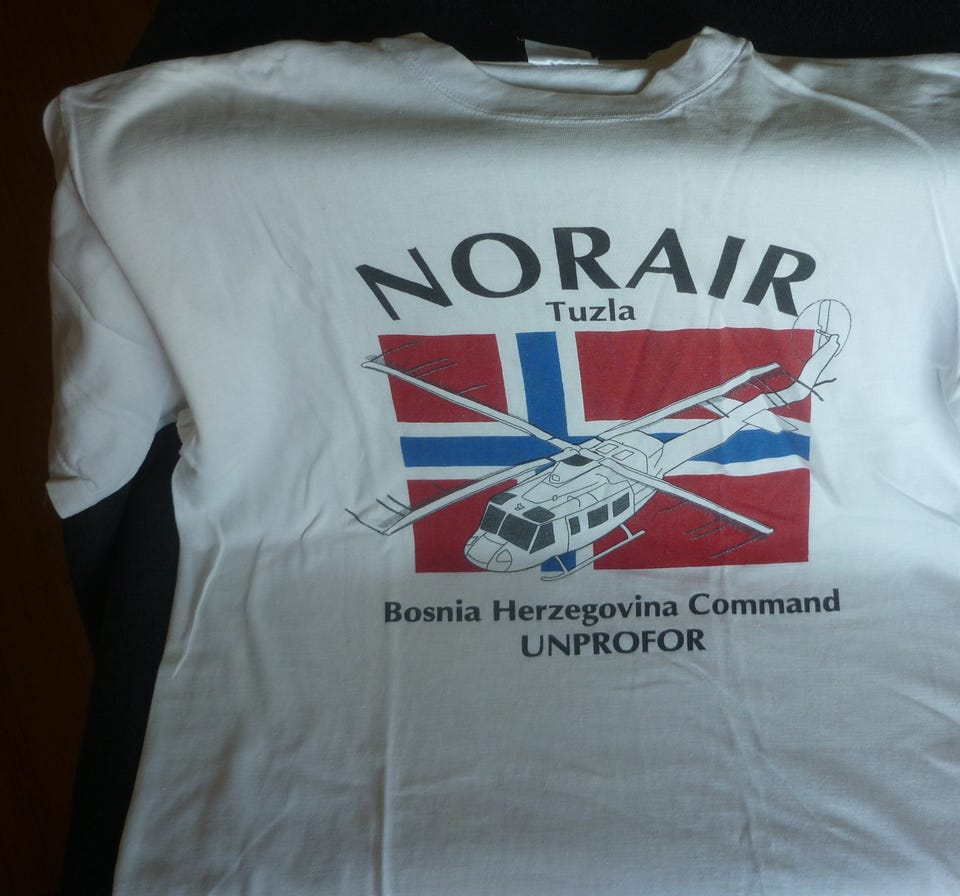 NORAIR
Tuzla
Bosnia Herzegovina Command
UNPROFOR